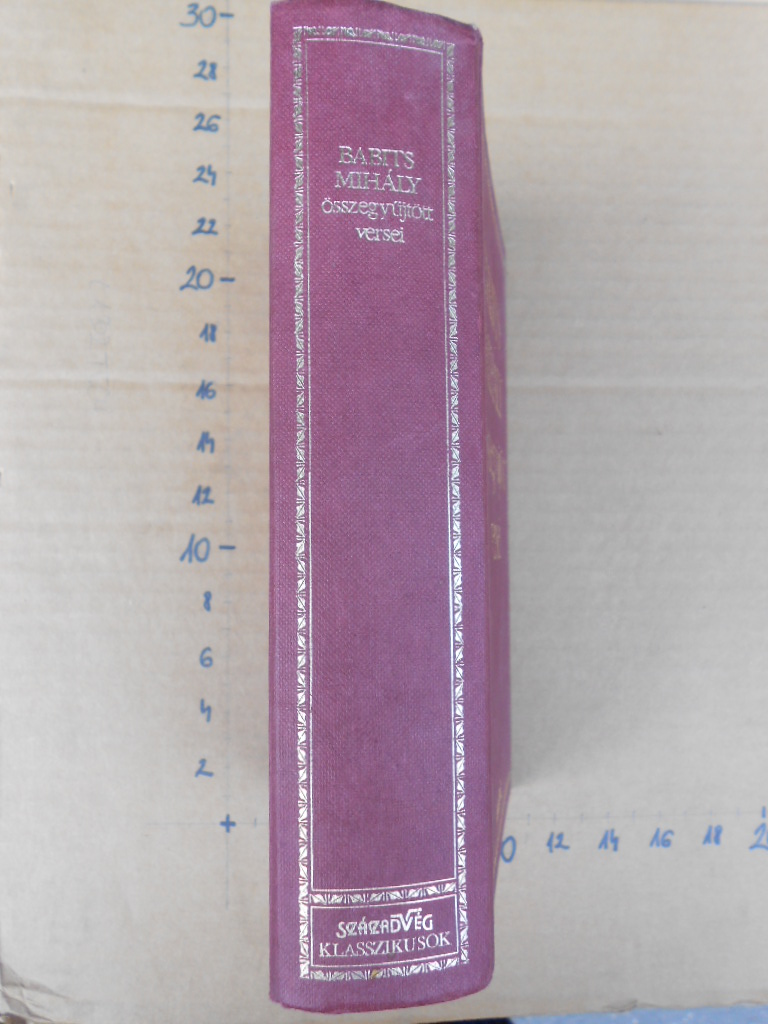 BABITS
MIHÁLY
összegyűjtött
versei
SZÁZADVÉG
KLASSZIKUSOK
30
28
26
24
22
20
18
16
14
12
10
8
6
4
2
+
12 14 16 18